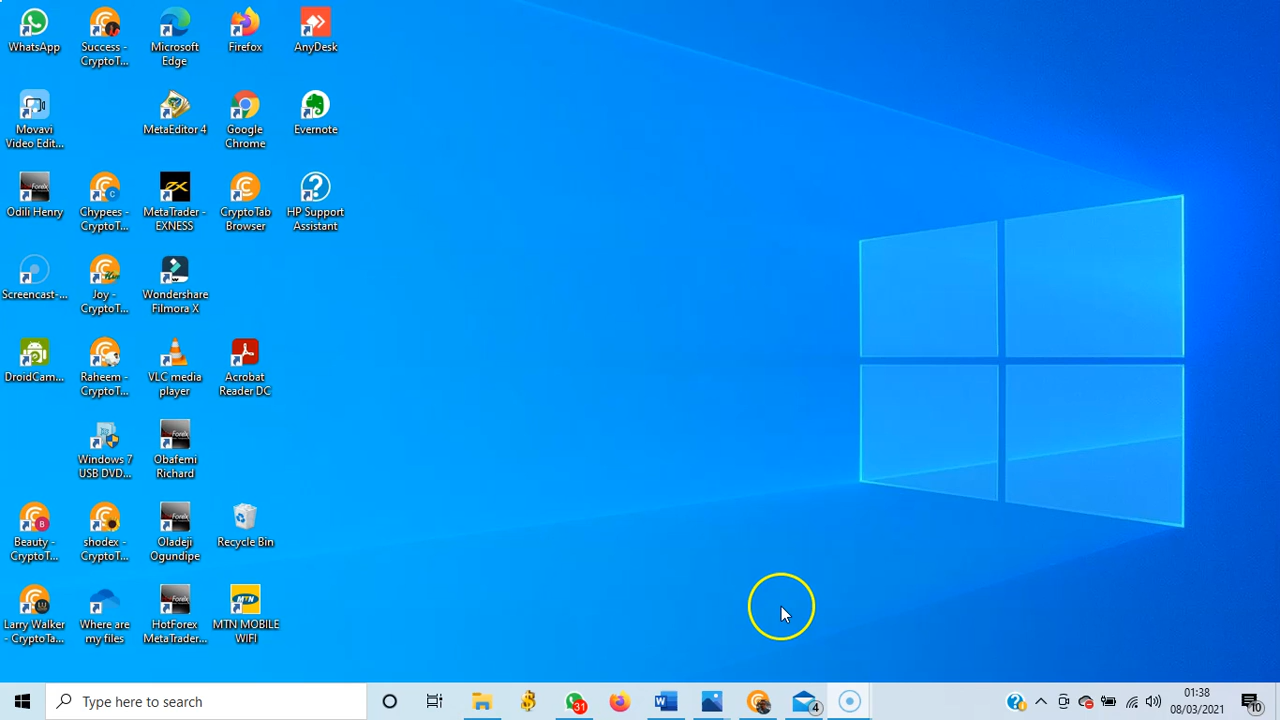 WhatsApp
Success -
CryptoT...
Microsoft
Edge
Firefox
AnyDesk
Movavi
Video Edit...
MetaEditor 4
Google
Chrome
Evernote
Odili Henry
Chypees -
CryptoT...
MetaTrader -
EXNESS
CryptoTab
Browser
HP Support
Assistant
Screencast-...
Joy -
CryptoT...
Wondershare
Filmora X
DroidCam...
Raheem -
CryptoT...
VLC media
player
Acrobat
Reader DC
Windows 7
USB DVD...
Obafemi
Richard
Beauty -
CryptoT...
shodex -
CryptoT...
Oladeji
Ogundipe
Recycle Bin
Larry Walker
- CryptoTa...
Where are
my files
HotForex
MetaTrader...
MTN MOBILE
WIFI
Type here to search
31
4
01:38
08/03/2021
10